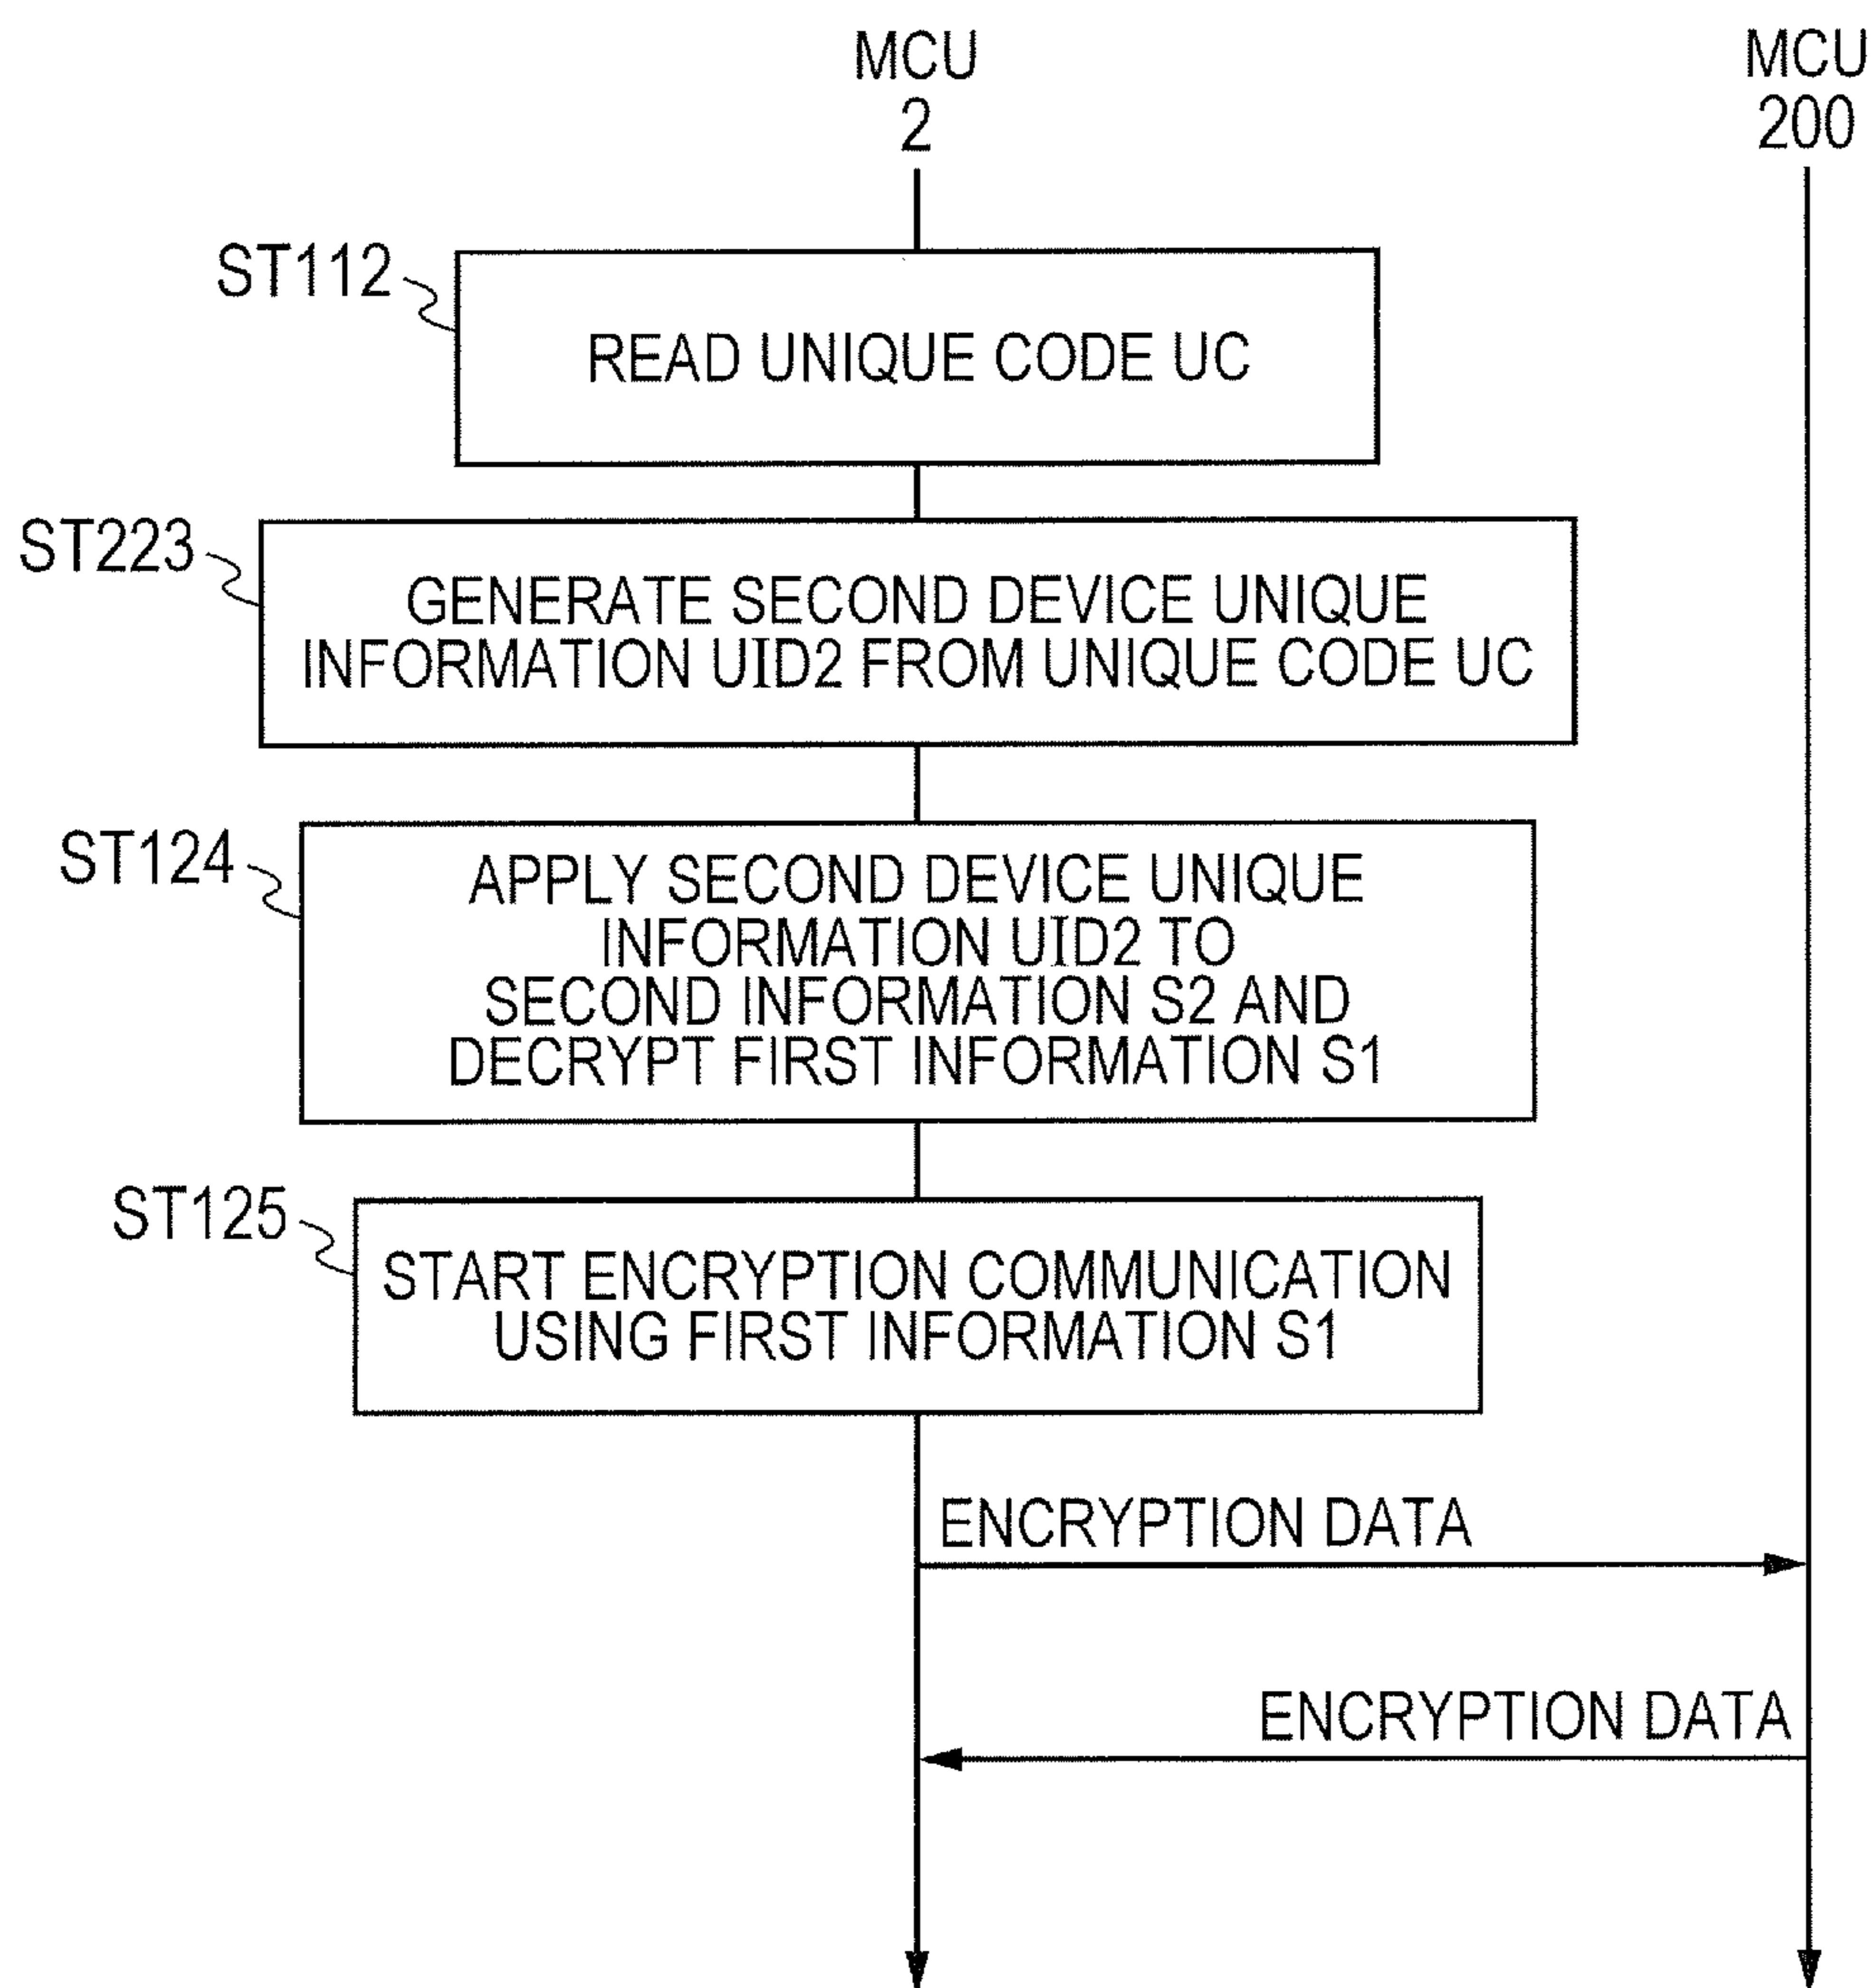 MCU
2
MCU
200
ST112
READ UNIQUE CODE UC
ST223
GENERATE SECOND DEVICE UNIQUE
INFORMATION UID2 FROM UNIQUE CODE UC
ST124
APPLY SECOND DEVICE UNIQUE
INFORMATION UID2 TO
SECOND INFORMATION S2 AND
DECRYPT FIRST INFORMATION S1
ST125
START ENCRYPTION COMMUNICATION
USING FIRST INFORMATION S1
ENCRYPTION DATA
ENCRYPTION DATA